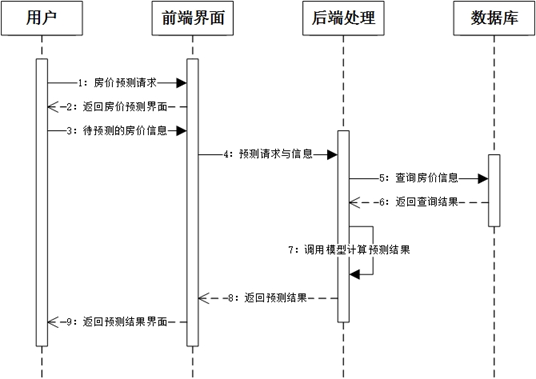 用户
前端界面
后端处理
数据库
1: 房价预测请求
2: 返回房价预测界面
3: 待预测的房价信息
4: 预测请求与信息
5: 查询房价信息
6: 返回查询结果
7: 调用模型计算预测结果
8: 返回预测结果
9: 返回预测结果界面